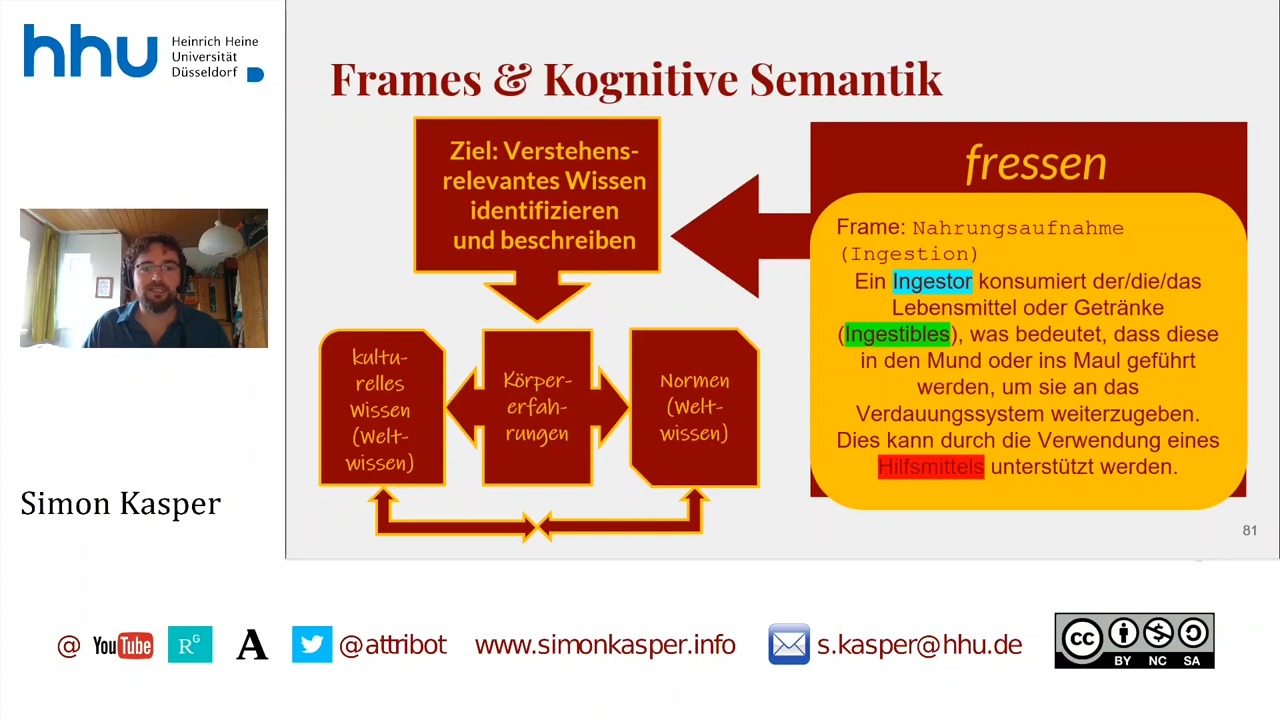 hhu
Heinrich Heine
Universität
Düsseldorf
Simon Kasper
Frames & Kognitive Semantik
Ziel: Verstehens-
relevantes Wissen
identifizieren
und beschreiben
kultu-
relles
Wissen
(Welt-
wissen)
Körper-
erfah-
rungen
Normen
(Welt-
wissen)
fressen
Frame: Nahrungsaufnahme
(Ingestion)
Ein Ingestor konsumiert der/die/das
Lebensmittel oder Getränke
(Ingestibles), was bedeutet, dass diese
in den Mund oder ins Maul geführt
werden, um sie an das
Verdauungssystem weiterzugeben.
Dies kann durch die Verwendung eines
Hilfsmittels unterstützt werden.
81
@ YouTube RG A @attribot www.simonkasper.info s.kasper@hhu.de
cc
BY NC SA